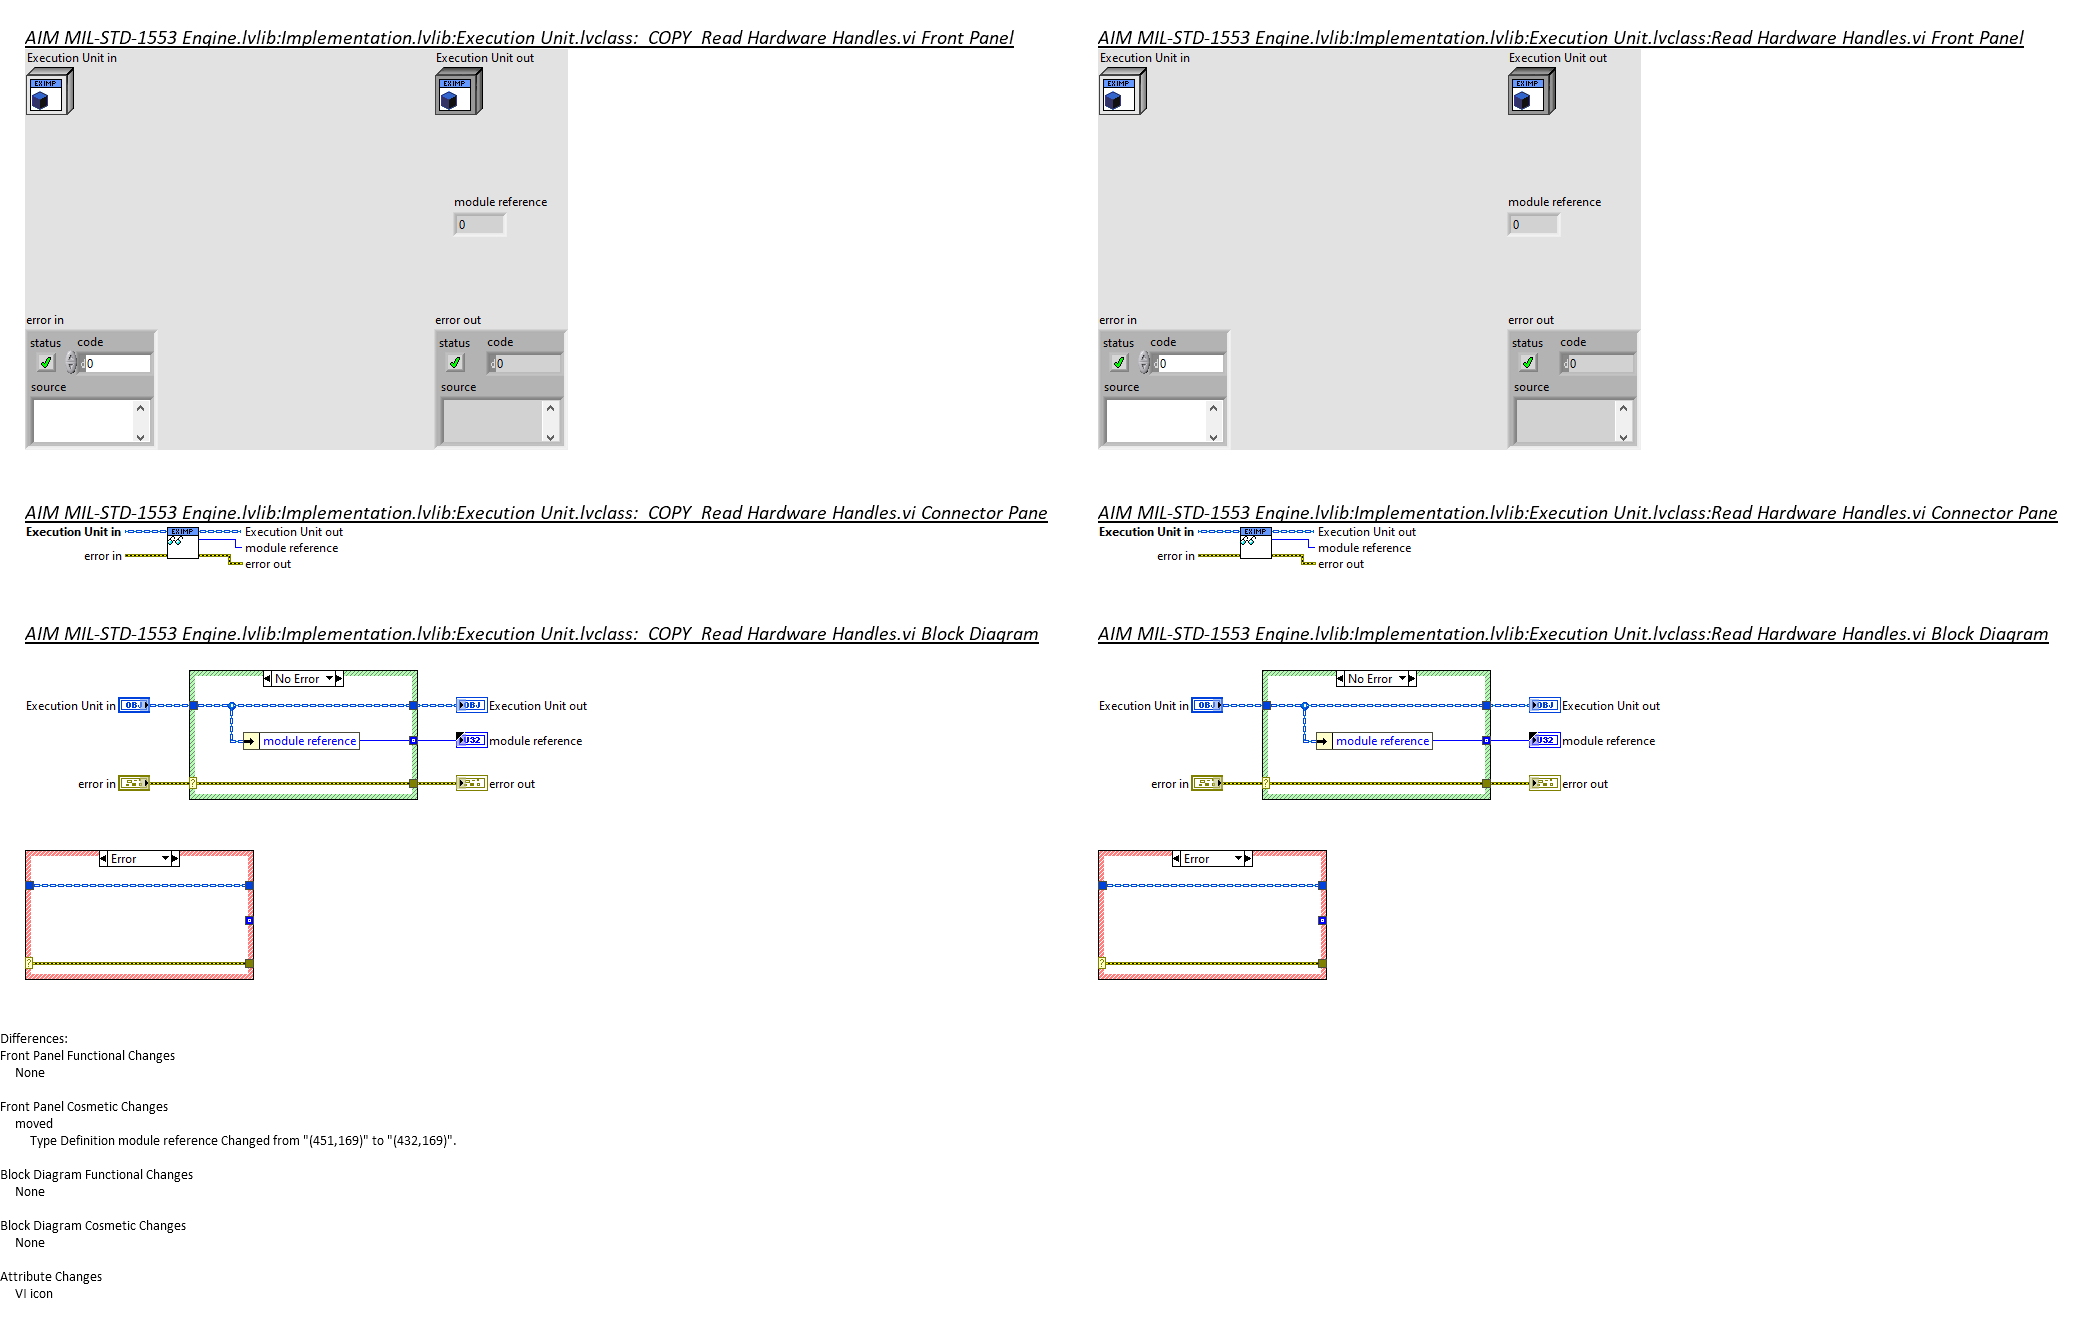 AIM MIL-STD-1553 Engine.lvlib:Implementation.lvlib:Execution Unit.lvclass:_COPY_Read Hardware Handles.vi Front Panel
Execution Unit in
Execution Unit out
EXIMP
EXIMP
module reference
0
error in
error out
status code
status code
d 0
d 0
source
source
AIM MIL-STD-1553 Engine.lvlib:Implementation.lvlib:Execution Unit.lvclass:Read Hardware Handles.vi Front Panel
Execution Unit in
Execution Unit out
EXIMP
EXIMP
module reference
0
error in
error out
status code
status code
d 0
d 0
source
source
AIM MIL-STD-1553 Engine.lvlib:Implementation.lvlib:Execution Unit.lvclass:_COPY_Read Hardware Handles.vi Connector Pane
Execution Unit in
EXIMP
Execution Unit out
module reference
error in
error out
AIM MIL-STD-1553 Engine.lvlib:Implementation.lvlib:Execution Unit.lvclass:Read Hardware Handles.vi Connector Pane
Execution Unit in
EXIMP
Execution Unit out
module reference
error in
error out
AIM MIL-STD-1553 Engine.lvlib:Implementation.lvlib:Execution Unit.lvclass:_COPY_Read Hardware Handles.vi Block Diagram
No Error
Execution Unit in
OBJ
OBJ
Execution Unit out
module reference
U32
module reference
error in
?
error out
Error
?
AIM MIL-STD-1553 Engine.lvlib:Implementation.lvlib:Execution Unit.lvclass:Read Hardware Handles.vi Block Diagram
No Error
Execution Unit in
OBJ
OBJ
Execution Unit out
module reference
U32
module reference
error in
?
error out
Error
?
Differences:
Front Panel Functional Changes
None
Front Panel Cosmetic Changes
moved
Type Definition module reference Changed from "(451,169)" to "(432,169)".
Block Diagram Functional Changes
None
Block Diagram Cosmetic Changes
None
Attribute Changes
VI icon